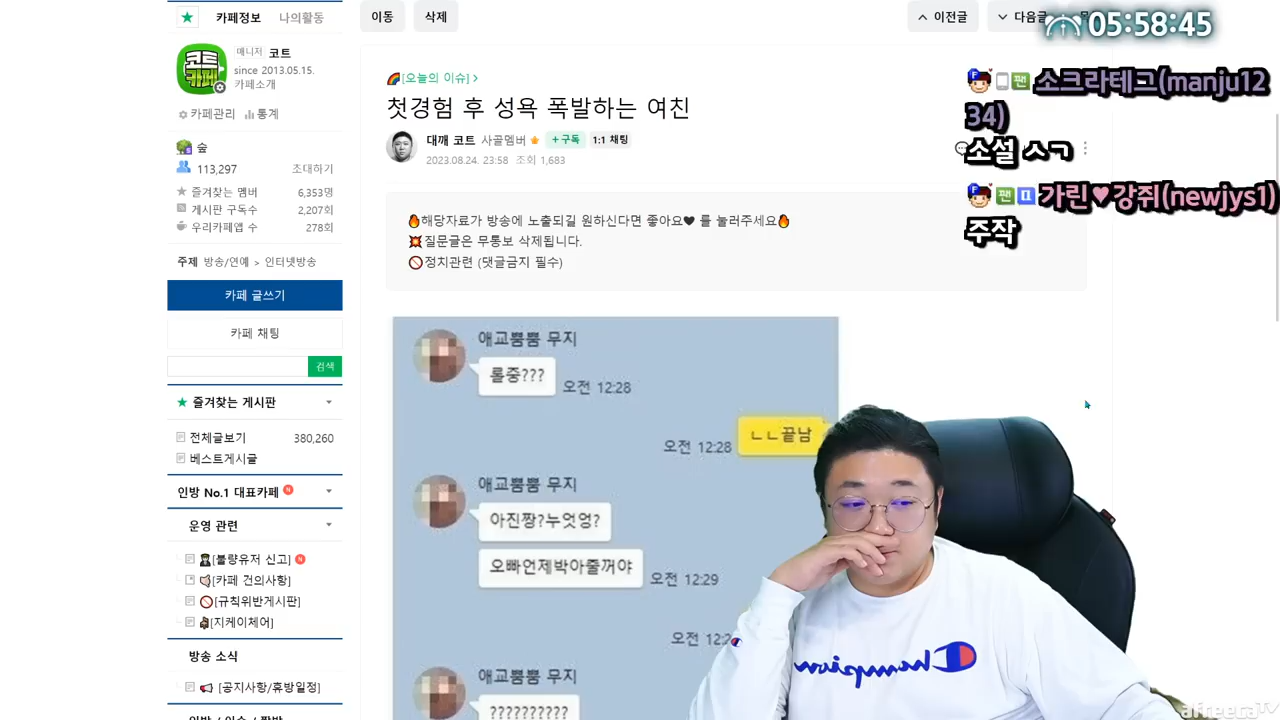 카페정보 나의활동
매니저 코트
since 2013.05.15.
카페소개
카페관리 통계
숲
113,297 초대하기
즐겨찾는 멤버 6,353명
게시판 구독수 2,207회
우리카페앱 수 278회
주제 방송/연예 > 인터넷방송
카페 글쓰기
카페 채팅
검색
즐겨찾는 게시판
전체글보기 380,260
베스트게시글
인방 No.1 대표카페 N
운영 관련
[불량유저 신고] N
[카페 건의사항]
[규칙위반게시판]
[지케이체어]
방송 소식
[공지사항/휴방일정]
이동 삭제
이전글 다음글
05:58:45
[오늘의 이슈] >
첫경험 후 성욕 폭발하는 여친
대깨 코트 사골멤버 +구독 1:1 채팅
2023.08.24. 23:58 조회 1,683
🔥해당자료가 방송에 노출되길 원하신다면 좋아요🖤 를 눌러주세요🔥
💥질문글은 무통보 삭제됩니다.
🚫정치관련 (댓글금지 필수)
애교뿜뿜 무지
롤중???
오전 12:28
ㄴㄴ끝남
오전 12:28
애교뿜뿜 무지
아진짱?누엇엉?
오빠언제박아줄꺼야
오전 12:29
애교뿜뿜 무지
??????????
F 팬 소크라테그(manju12
34)
소설 ㅅㄱ
F 팬 가린♥강쥐(newjys1)
주작
Champion
afreecaTV